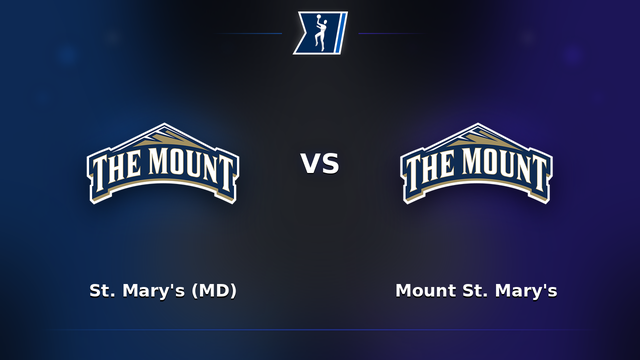 THE MOUNT
VS
THE MOUNT
St. Mary's (MD)
Mount St. Mary's